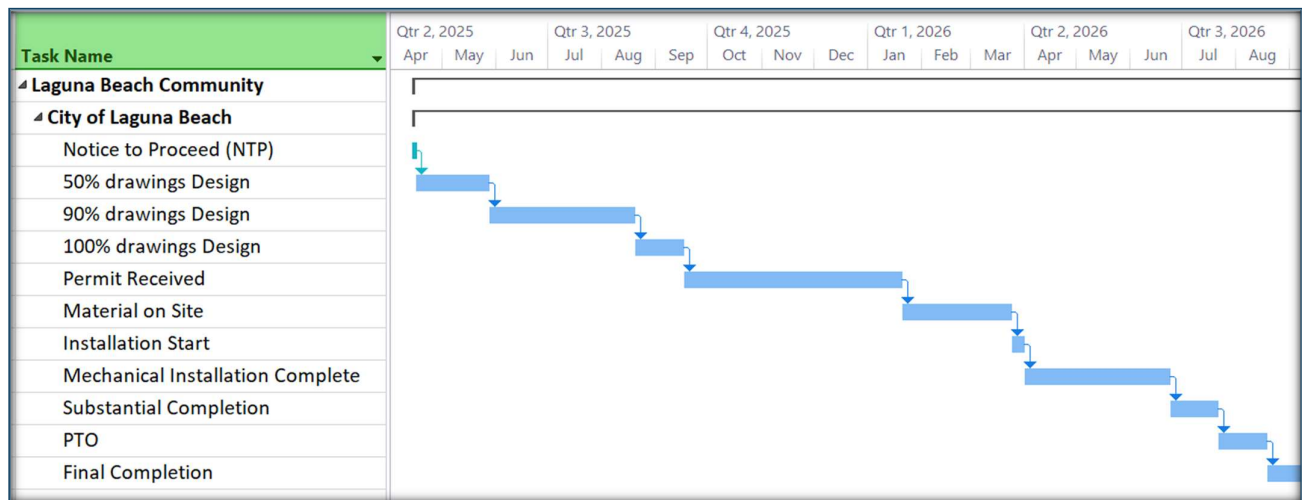 Qtr 2, 2025 Qtr 3, 2025 Qtr 4, 2025 Qtr 1, 2026 Qtr 2, 2026 Qtr 3, 2026
Task Name Apr May Jun Jul Aug Sep Oct Nov Dec Jan Feb Mar Apr May Jun Jul Aug
Laguna Beach Community
City of Laguna Beach
Notice to Proceed (NTP)
50% drawings Design
90% drawings Design
100% drawings Design
Permit Received
Material on Site
Installation Start
Mechanical Installation Complete
Substantial Completion
PTO
Final Completion